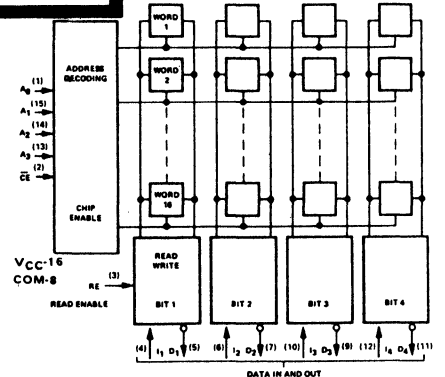 ADDRESS
DECODING
WORD
1
WORD
2
WORD
16
(1)
A0
(15)
A1
(14)
A2
(13)
A3
(2)
CE
CHIP
ENABLE
VCC-16
COM-8
(3)
RE
READ ENABLE
READ
WRITE
BIT 1
BIT 2
BIT 3
BIT 4
(4) I1 D1 (5) (6) I2 D2 (7) (10) I3 D3 (9) (12) I4 D4 (11)
DATA IN AND OUT